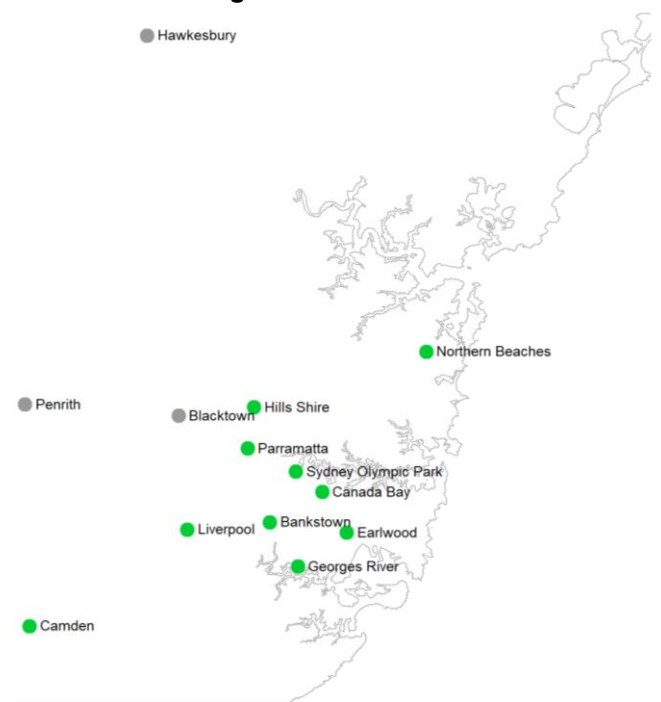 Hawkesbury
Northern Beaches
Penrith
Hills Shire
Blacktown
Parramatta
Sydney Olympic Park
Canada Bay
Bankstown
Liverpool
Earlwood
Georges River
Camden